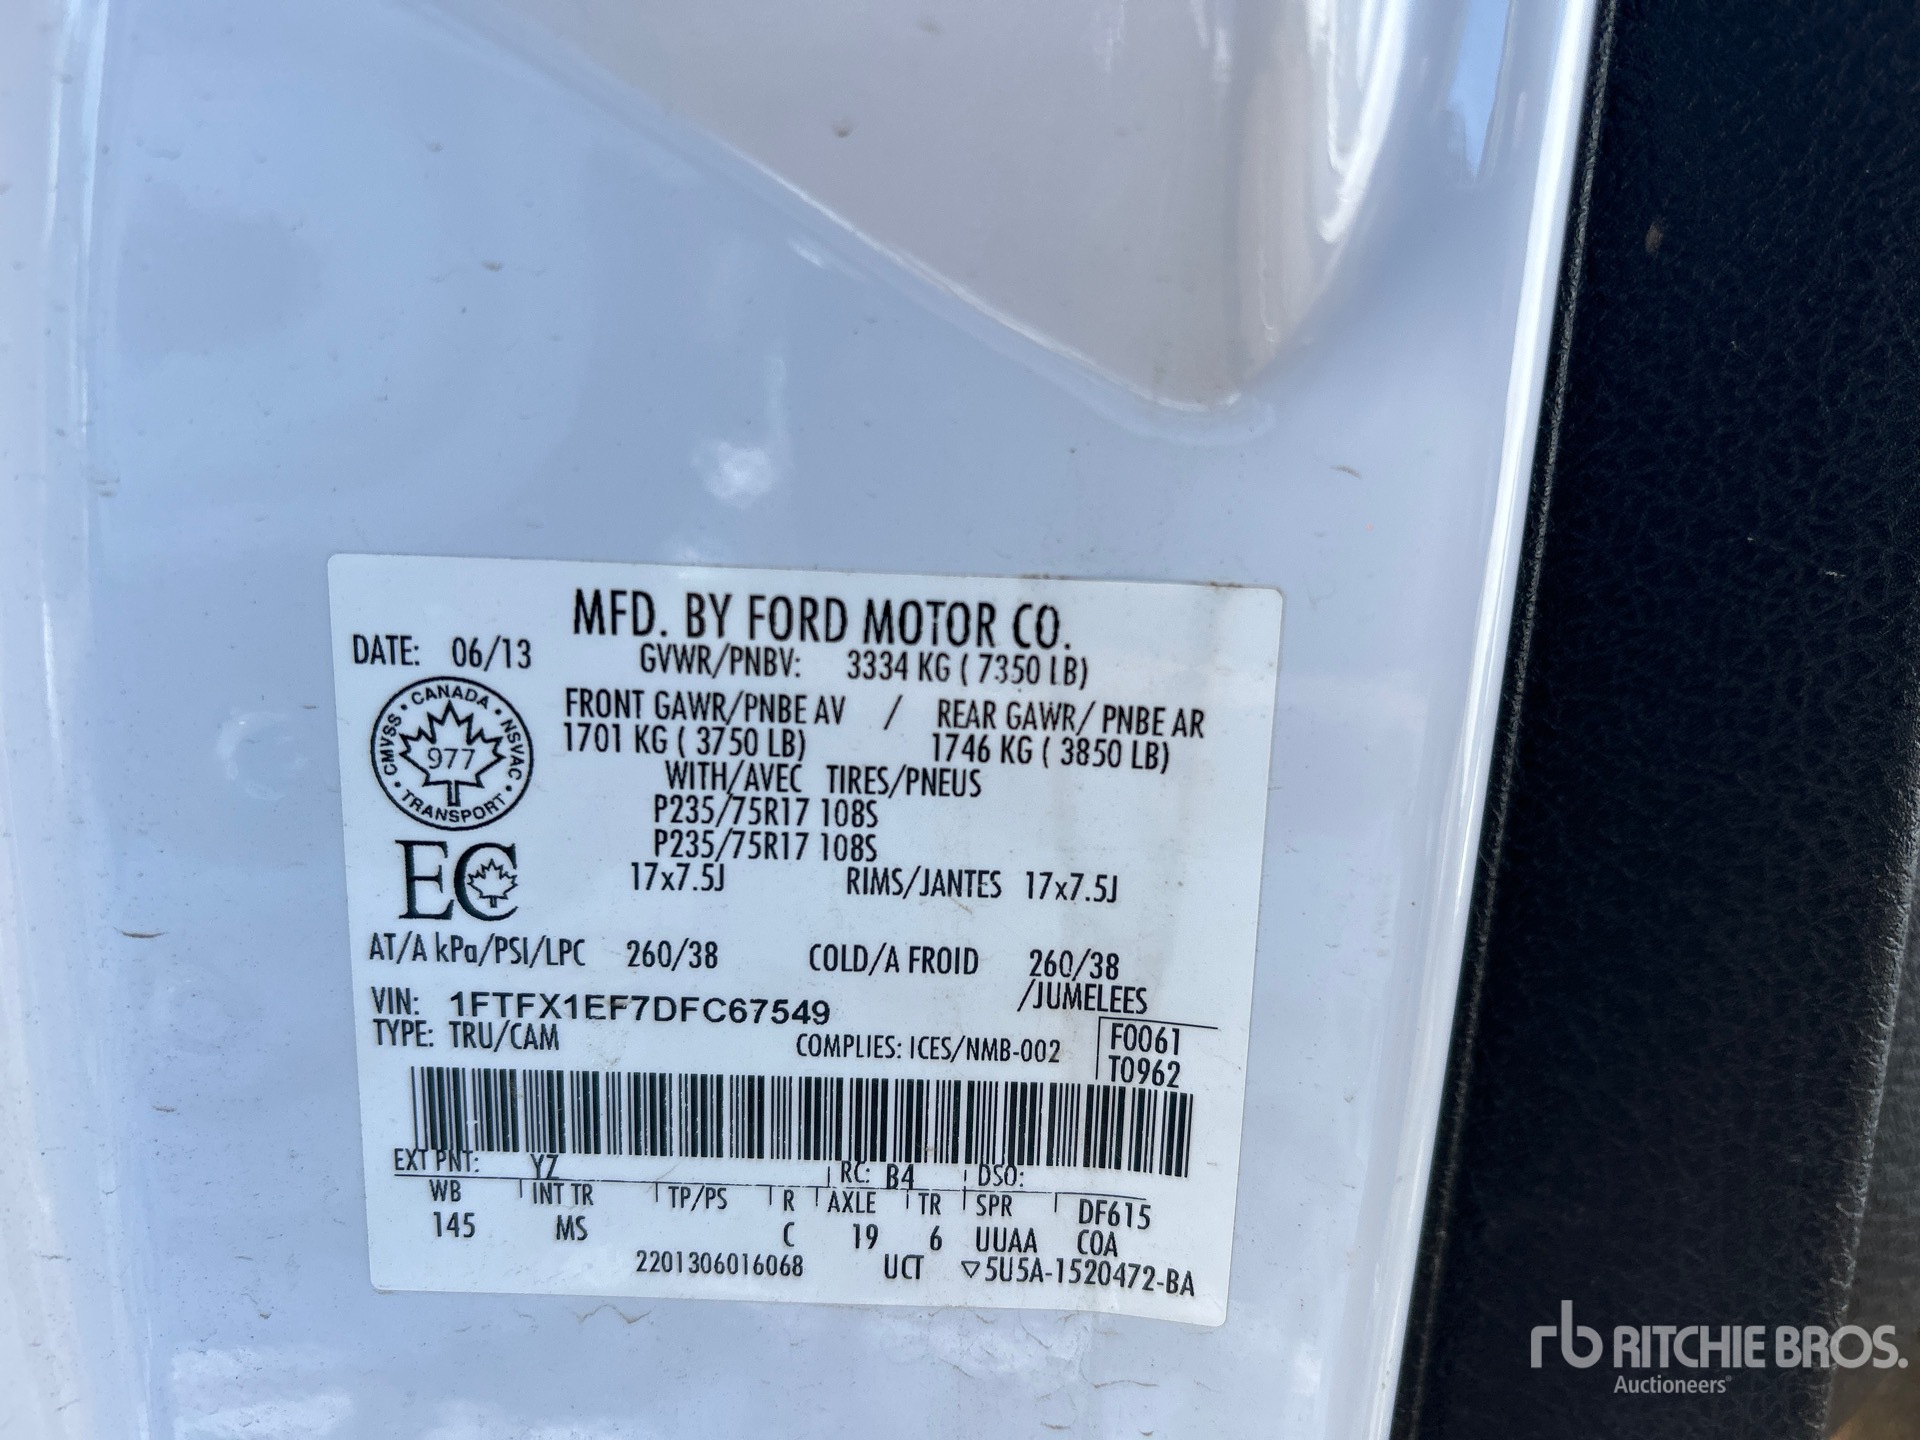 MFD. BY FORD MOTOR CO.
DATE: 06/13
GVWR/PNBV: 3334 KG ( 7350 LB)
FRONT GAWR/PNBE AV / REAR GAWR/ PNBE AR
1701 KG ( 3750 LB) 1746 KG ( 3850 LB)
WITH/AVEC TIRES/PNEUS
P235/75R17 108S
P235/75R17 108S
17x7.5J RIMS/JANTES 17x7.5J
CANADA • NSVAC • TRANSPORT • CMVSS •
977
EC
AT/A kPa/PSI/LPC 260/38 COLD/A FROID 260/38
/JUMELEES
VIN: 1FTFX1EF7DFC67549
TYPE: TRU/CAM
COMPLIES: ICES/NMB-002
F0061
T0962
EXT PNT: YZ RC: B4 DSO:
WB INT TR TP/PS R AXLE TR SPR DF615
145 MS C 19 6 UUAA COA
2201306016068 UCT ▽5U5A-1520472-BA
rb RITCHIE BROS.
Auctioneers